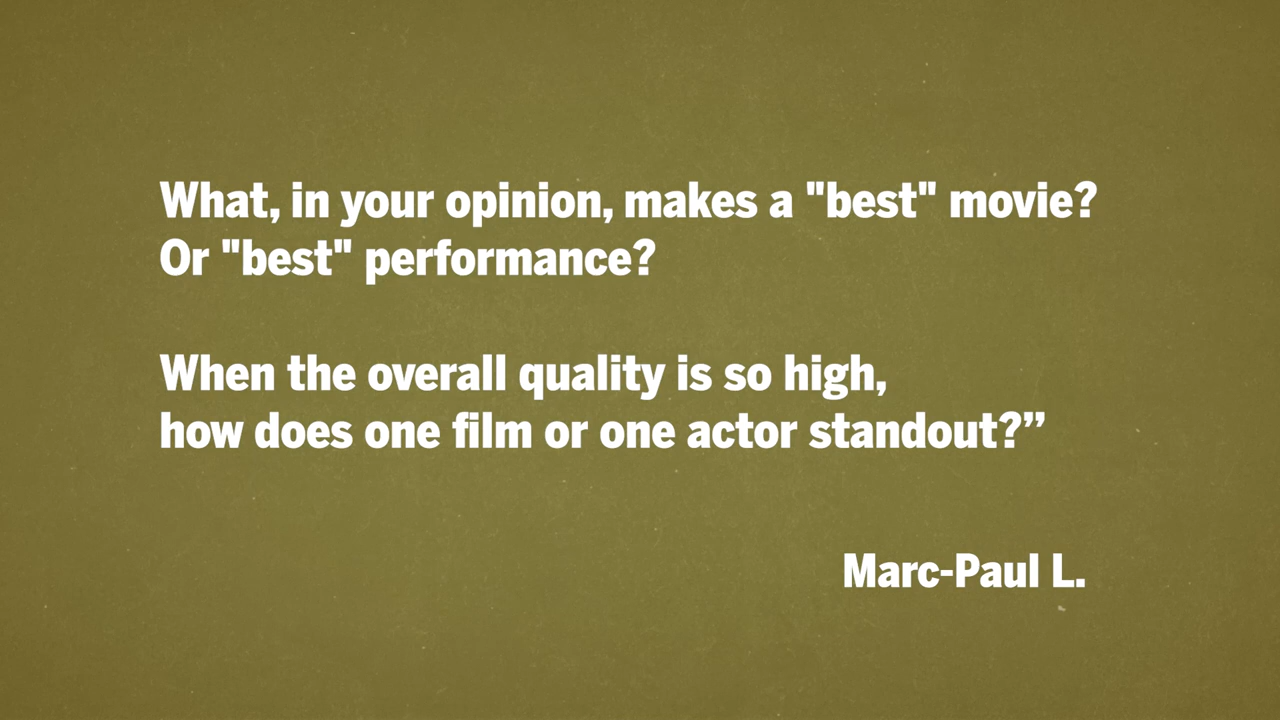 What, in your opinion, makes a "best" movie?
Or "best" performance?
When the overall quality is so high,
how does one film or one actor standout?”
Marc-Paul L.